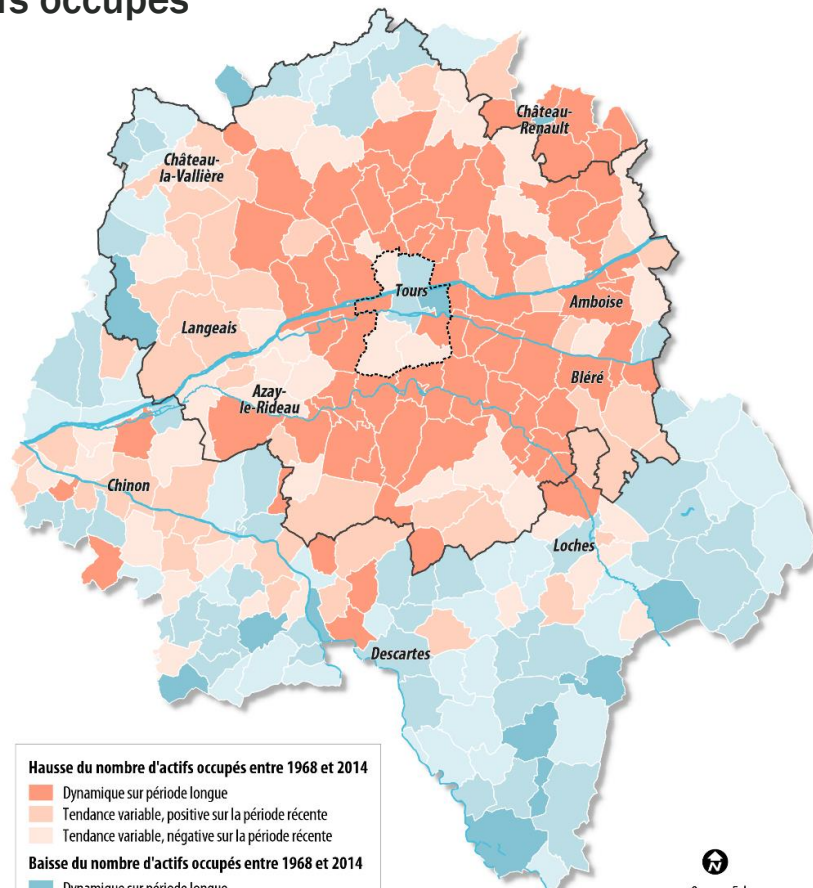 rs occupés
Château-
Renault
Château-
la-Vallière
Tours
Amboise
Langeais
Bléré
Azay-
le-Rideau
Chinon
Loches
Descartes
Hausse du nombre d'actifs occupés entre 1968 et 2014
Dynamique sur période longue
Tendance variable, positive sur la période récente
Tendance variable, négative sur la période récente
Baisse du nombre d'actifs occupés entre 1968 et 2014
Dynamique sur période longue
N